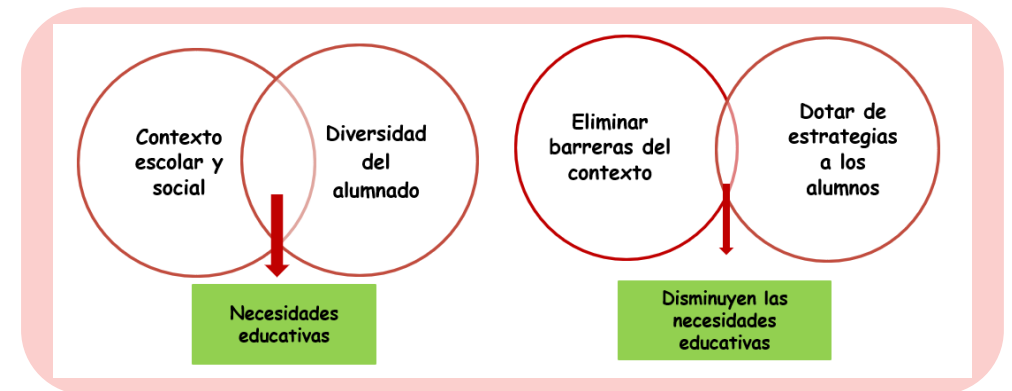 Contexto
escolar y
social
Diversidad
del
alumnado
Necesidades
educativas
Eliminar
barreras del
contexto
Dotar de
estrategias
a los
alumnos
Disminuyen las
necesidades
educativas